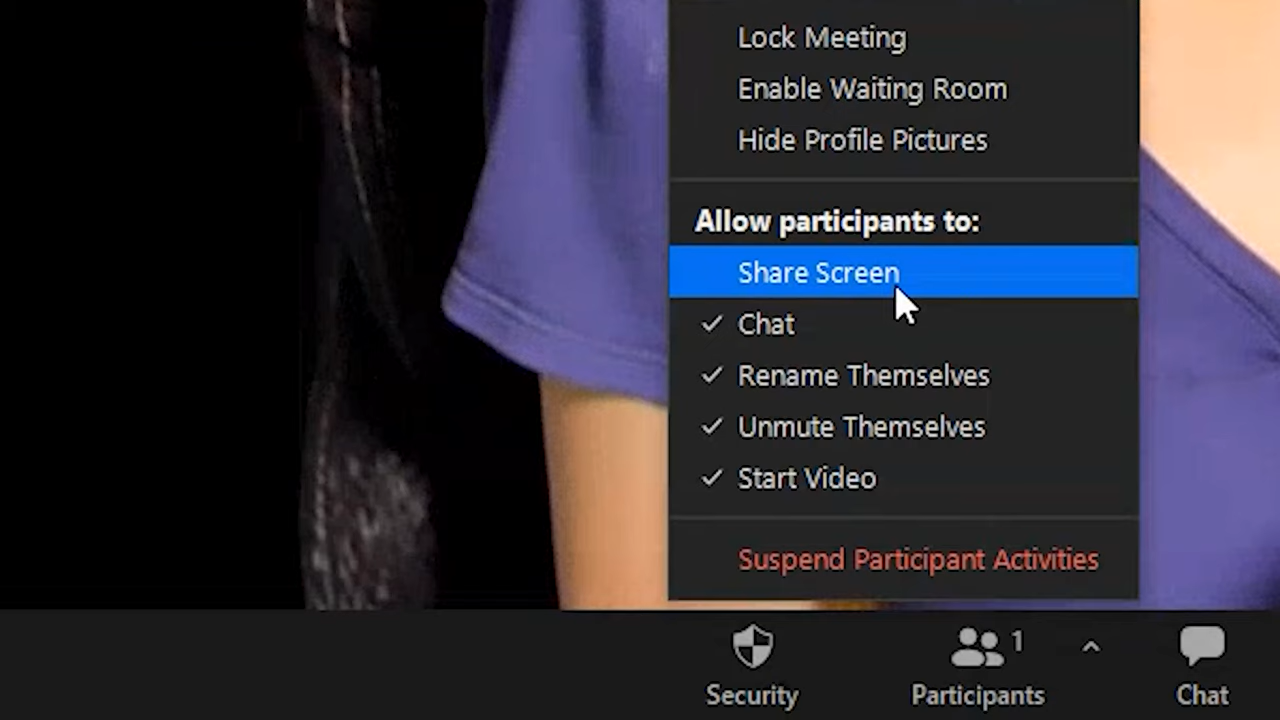 Lock Meeting
Enable Waiting Room
Hide Profile Pictures
Allow participants to:
Share Screen
Chat
Rename Themselves
Unmute Themselves
Start Video
Suspend Participant Activities
1
Security
Participants
Chat